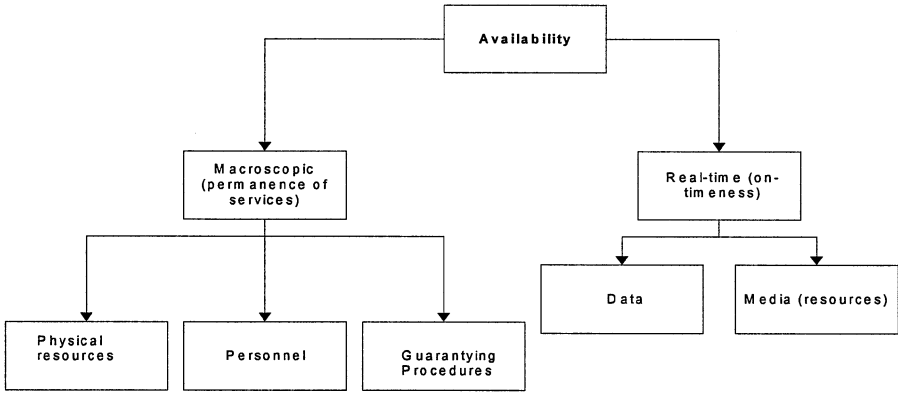 Availability
Macroscopic
(permanence of
services)
Real-time (on-
timeness)
Data
Media (resources)
Physical
resources
Personnel
Guarantying
Procedures